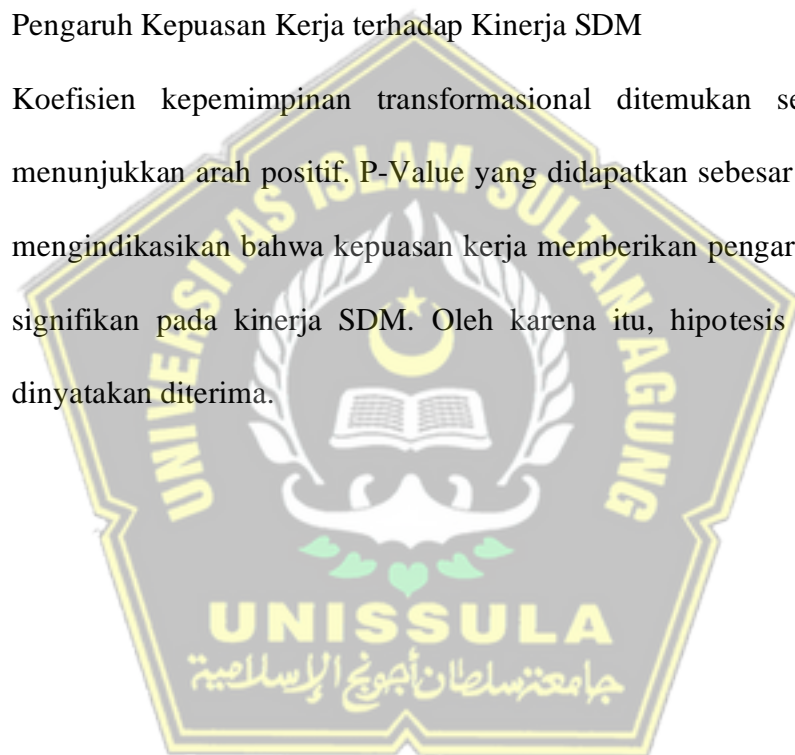 Pengaruh Kepuasan Kerja terhadap Kinerja SDM
Koefisien kepemimpinan transformasional ditemukan se
menunjukkan arah positif. P-Value yang didapatkan sebesar
mengindikasikan bahwa kepuasan kerja memberikan pengar
signifikan pada kinerja SDM. Oleh karena itu, hipotesis
dinyatakan diterima.
UNIVERSITAS ISLAM SULTAN AGUNG
UNISSULA
جامعة سلطان أجونج الإسلامية